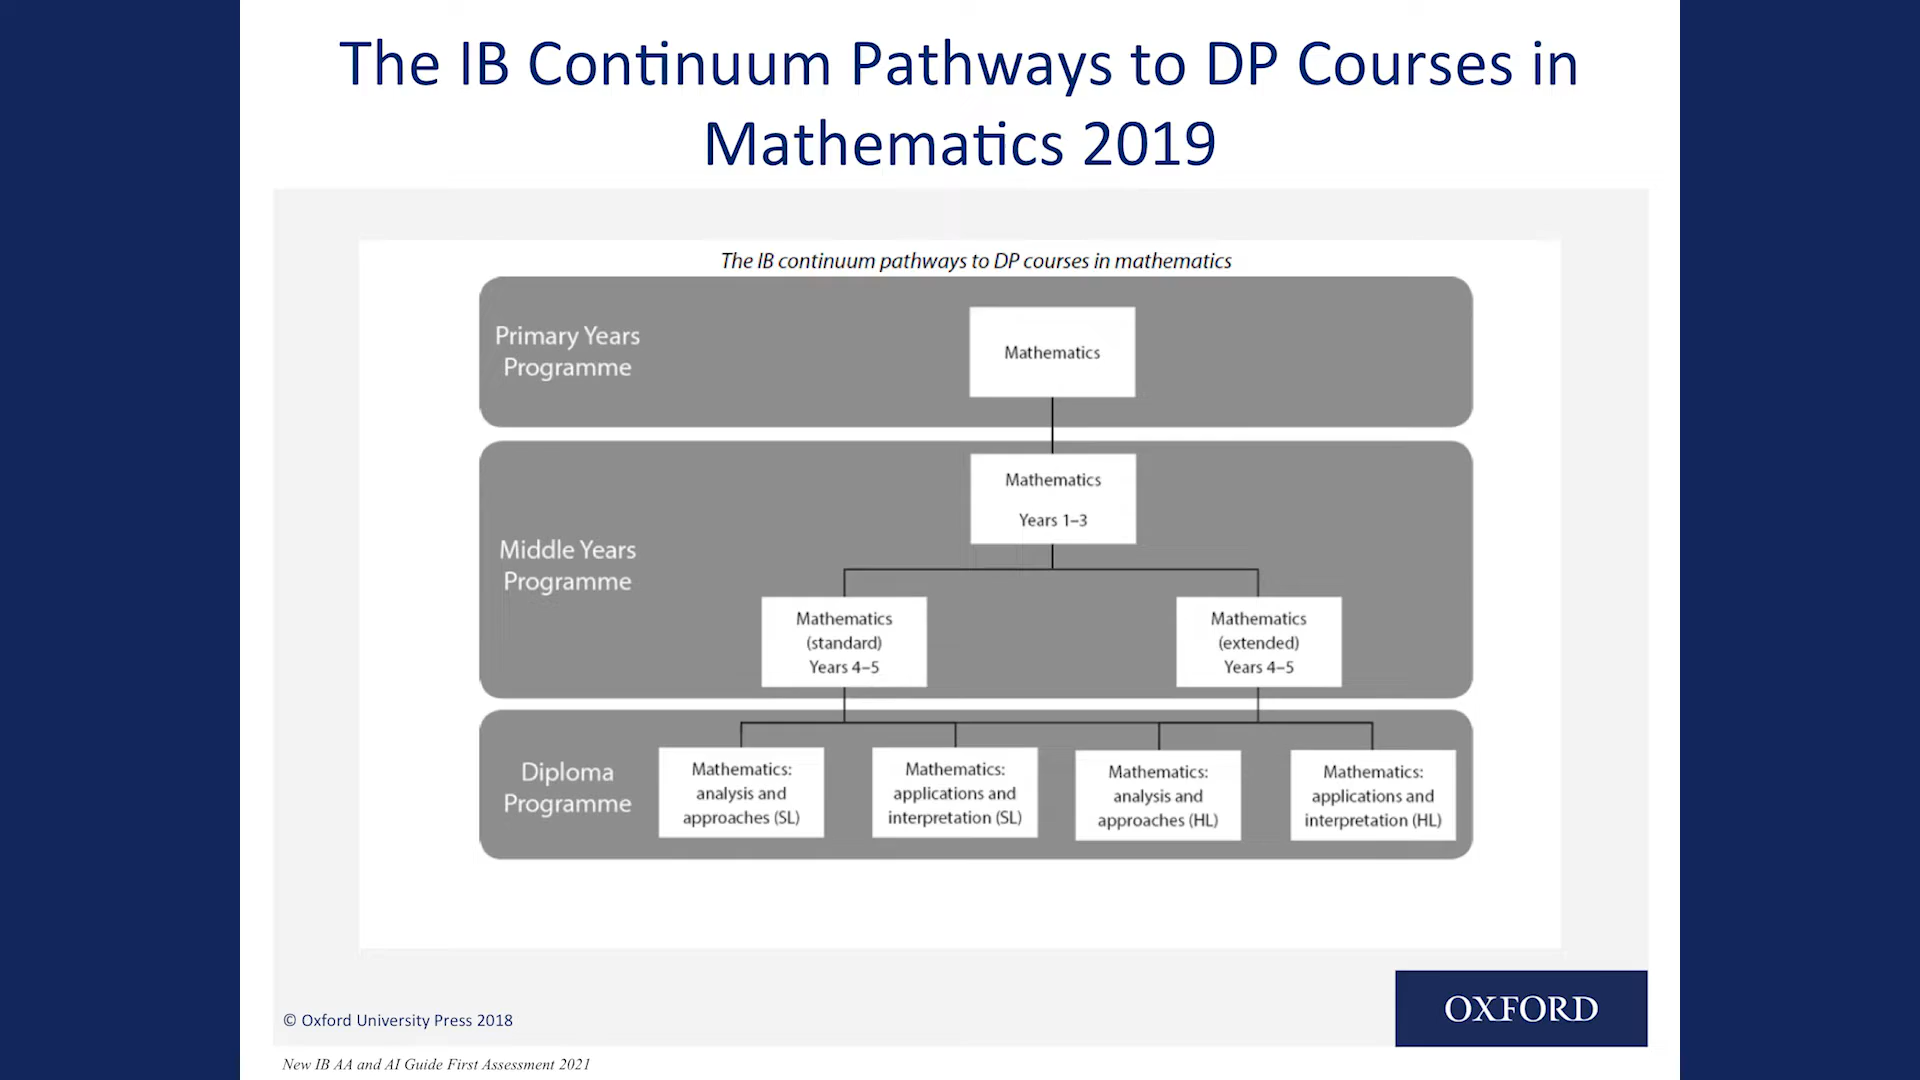 The IB Continuum Pathways to DP Courses in
Mathematics 2019
The IB continuum pathways to DP courses in mathematics
Primary Years
Programme
Mathematics
Middle Years
Programme
Mathematics
Years 1–3
Mathematics
(standard)
Years 4–5
Mathematics
(extended)
Years 4–5
Diploma
Programme
Mathematics:
analysis and
approaches (SL)
Mathematics:
applications and
interpretation (SL)
Mathematics:
analysis and
approaches (HL)
Mathematics:
applications and
interpretation (HL)
© Oxford University Press 2018
OXFORD
New IB AA and AI Guide First Assessment 2021